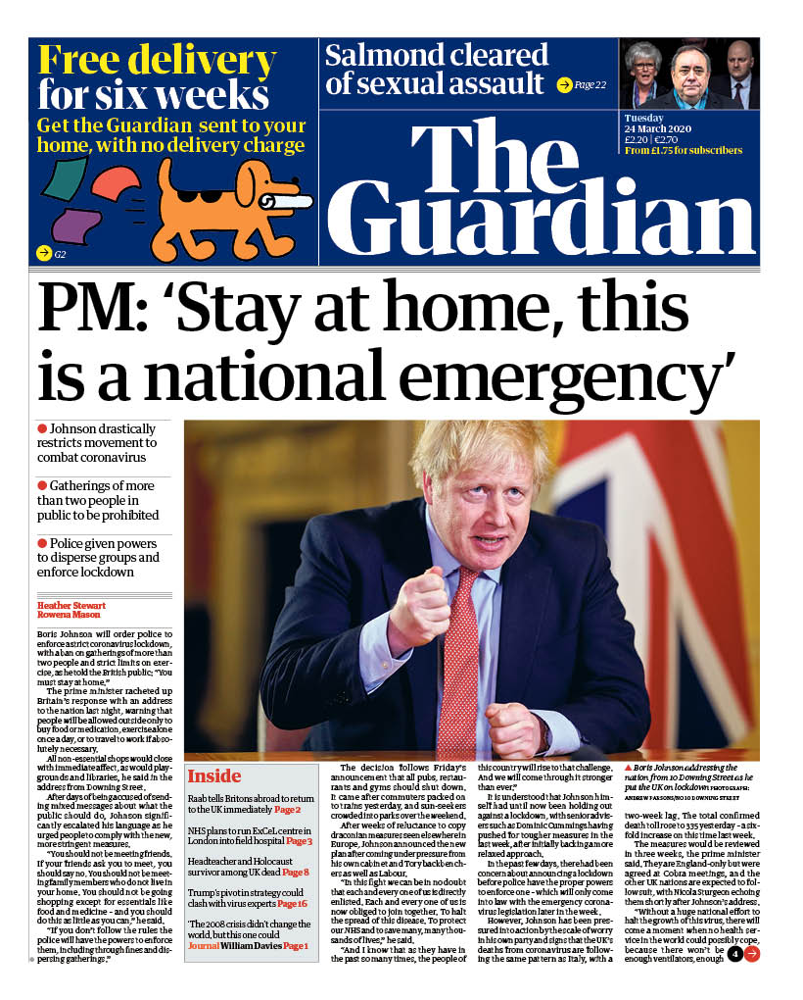 Free delivery
for six weeks
Get the Guardian sent to your
home, with no delivery charge
G2
Salmond cleared
of sexual assault
Page 22
Tuesday
24 March 2020
£2.20 | €2.70
From £1.75 for subscribers
The
Guardian
PM: ‘Stay at home, this
is a national emergency’
Johnson drastically
restricts movement to
combat coronavirus
Gatherings of more
than two people in
public to be prohibited
Police given powers
to disperse groups and
enforce lockdown
Heather Stewart
Rowena Mason
Boris Johnson will order police to
enforce a strict coronavirus lockdown,
with a ban on gatherings of more than
two people and strict limits on exer-
cise, as he told the British public: “You
must stay at home.”
The prime minister racheted up
Britain’s response with an address
to the nation last night, warning that
people will be allowed outside only to
buy food or medication, exercise alone
once a day, or to travel to work if abso-
lutely necessary.
All non-essential shops would close
with immediate affect, as would play-
grounds and libraries, he said in the
address from Downing Street.
After days of being accused of send-
ing mixed messages about what the
public should do, Johnson signifi-
cantly escalated his language as he
urged people to comply with the new,
more stringent measures.
“You should not be meeting friends.
If your friends ask you to meet, you
should say no. You should not be meet-
ing family members who do not live in
your home. You should not be going
shopping except for essentials like
food and medicine – and you should
do this as little as you can,” he said.
“If you don’t follow the rules the
police will have the powers to enforce
them, including through fines and dis-
persing gatherings.”
Inside
Raab tells Britons abroad to return
to the UK immediately Page 2
NHS plans to run ExCeL centre in
London into field hospital Page 3
Headteacher and Holocaust
survivor among UK dead Page 8
Trump’s pivot in strategy could
clash with virus experts Page 16
‘The 2008 crisis didn’t change the
world, but this one could
Journal William Davies Page 1
The decision follows Friday’s
announcement that all pubs, restau-
rants and gyms should shut down.
It came after commuters packed on
to trains yesterday, and sun-seekers
crowded into parks over the weekend.
After weeks of reluctance to copy
draconian measures seen elsewhere in
Europe, Johnson announced the new
plan after coming under pressure from
his own cabinet and Tory backbench-
ers as well as Labour.
“In this fight we can be in no doubt
that each and every one of us is directly
enlisted. Each and every one of us is
now obliged to join together. To halt
the spread of this disease. To protect
our NHS and to save many, many thou-
sands of lives,” he said.
“And I know that as they have in
the past so many times, the people of
this country will rise to that challenge.
And we will come through it stronger
than ever.”
It is understood that Johnson him-
self had until now been holding out
against a lockdown, with senior advis-
ers such as Dominic Cummings having
pushed for tougher measures in the
last week, after initially backing a more
relaxed approach.
In the past few days, there had been
concern about announcing a lockdown
before police have the proper powers
to enforce one – which will only come
into law with the emergency corona-
virus legislation later in the week.
However, Johnson has been pres-
sured into action by the scale of worry
in his own party and signs that the UK’s
deaths from coronavirus are follow-
ing the same pattern as Italy, with a
Boris Johnson addressing the
nation from 10 Downing Street as he
put the UK on lockdown PHOTOGRAPH:
ANDREW PARSONS/NO 10 DOWNING STREET
two-week lag. The total confirmed
death toll rose to 335 yesterday – a six-
fold increase on this time last week.
The measures would be reviewed
in three weeks, the prime minister
said. They are England-only but were
agreed at Cobra meetings, and the
other UK nations are expected to fol-
low suit, with Nicola Sturgeon echoing
them shortly after Johnson’s address.
“Without a huge national effort to
halt the growth of this virus, there will
come a moment when no health ser-
vice in the world could possibly cope,
because there won’t be
enough ventilators, enough
4